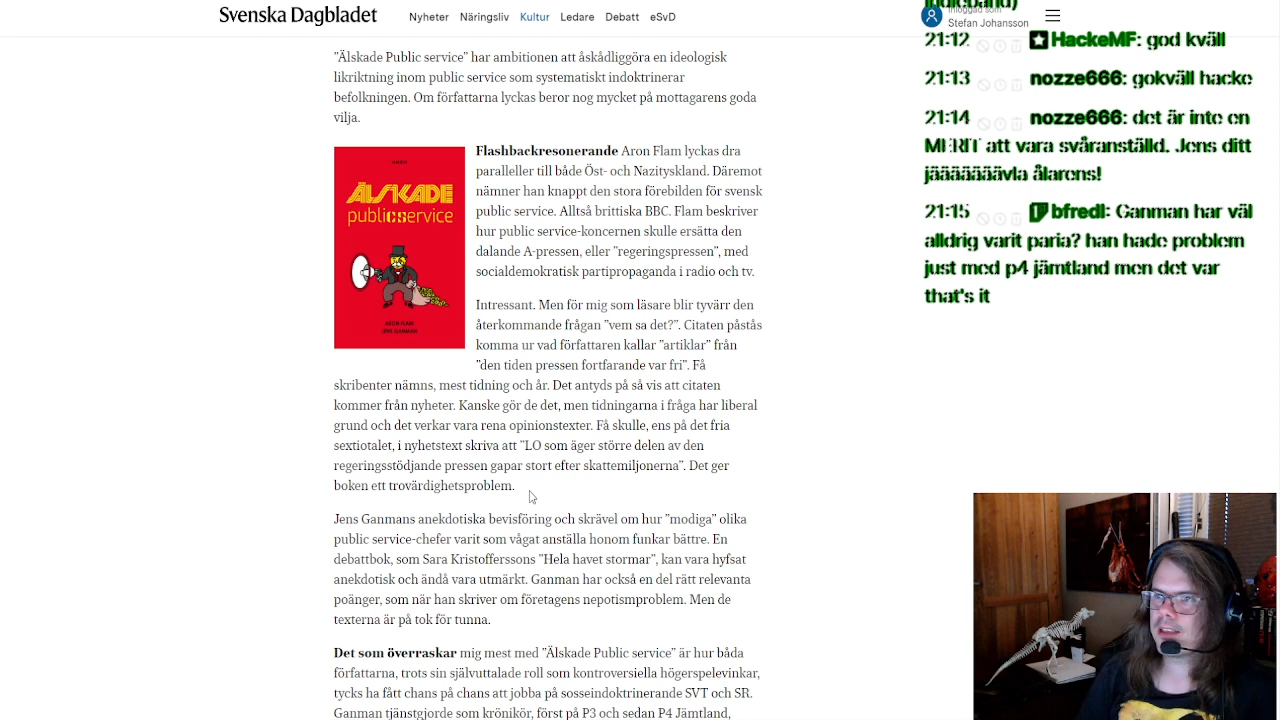 Svenska Dagbladet
Nyheter Näringsliv Kultur Ledare Debatt eSvD
Inloggad som
Stefan Johansson
”Älskade Public service” har ambitionen att åskådliggöra en ideologisk
likriktning inom public service som systematiskt indoktrinerar
befolkningen. Om författarna lyckas beror nog mycket på mottagarens goda
vilja.
ÄLSKADE
publicservice
ARON FLAM
JENS GANMAN
Flashbackresonerande Aron Flam lyckas dra
paralleller till både Öst- och Nazityskland. Däremot
nämner han knappt den stora förebilden för svensk
public service. Alltså brittiska BBC. Flam beskriver
hur public service-koncernen skulle ersätta den
dalande A-pressen, eller ”regeringspressen”, med
socialdemokratisk partipropaganda i radio och tv.
Intressant. Men för mig som läsare blir tyvärr den
återkommande frågan ”vem sa det?”. Citaten påstås
komma ur vad författaren kallar ”artiklar” från
”den tiden pressen fortfarande var fri”. Få
skribenter nämns, mest tidning och år. Det antyds på så vis att citaten
kommer från nyheter. Kanske gör de det, men tidningarna i fråga har liberal
grund och det verkar vara rena opinionstexter. Få skulle, ens på det fria
sextiotalet, i nyhetstext skriva att ”LO som äger större delen av den
regeringsstödjande pressen gapar stort efter skattemiljonerna”. Det ger
boken ett trovärdighetsproblem.
Jens Ganmans anekdotiska bevisföring och skrävel om hur ”modiga” olika
public service-chefer varit som vågat anställa honom funkar bättre. En
debattbok, som Sara Kristofferssons ”Hela havet stormar”, kan vara hyfsat
anekdotisk och ändå vara utmärkt. Ganman har också en del rätt relevanta
poänger, som när han skriver om företagens nepotismproblem. Men de
texterna är på tok för tunna.
Det som överraskar mig mest med ”Älskade Public service” är hur båda
författarna, trots sin självuttalade roll som kontroversiella högerspelevinkar,
tycks ha fått chans på chans att jobba på sosseindoktrinerande SVT och SR.
Ganman tjänstgjorde som krönikör, först på P3 och sedan P4 Jämtland,
indieband)
21:12 HackeMF: god kväll
21:13 nozze666: gokväll hacke
21:14 nozze666: det är inte en
MERIT att vara svåranställd. Jens ditt
jäääääävla ålarens!
21:15 bfredl: Ganman har väl
alldrig varit paria? han hade problem
just med p4 jämtland men det var
that's it